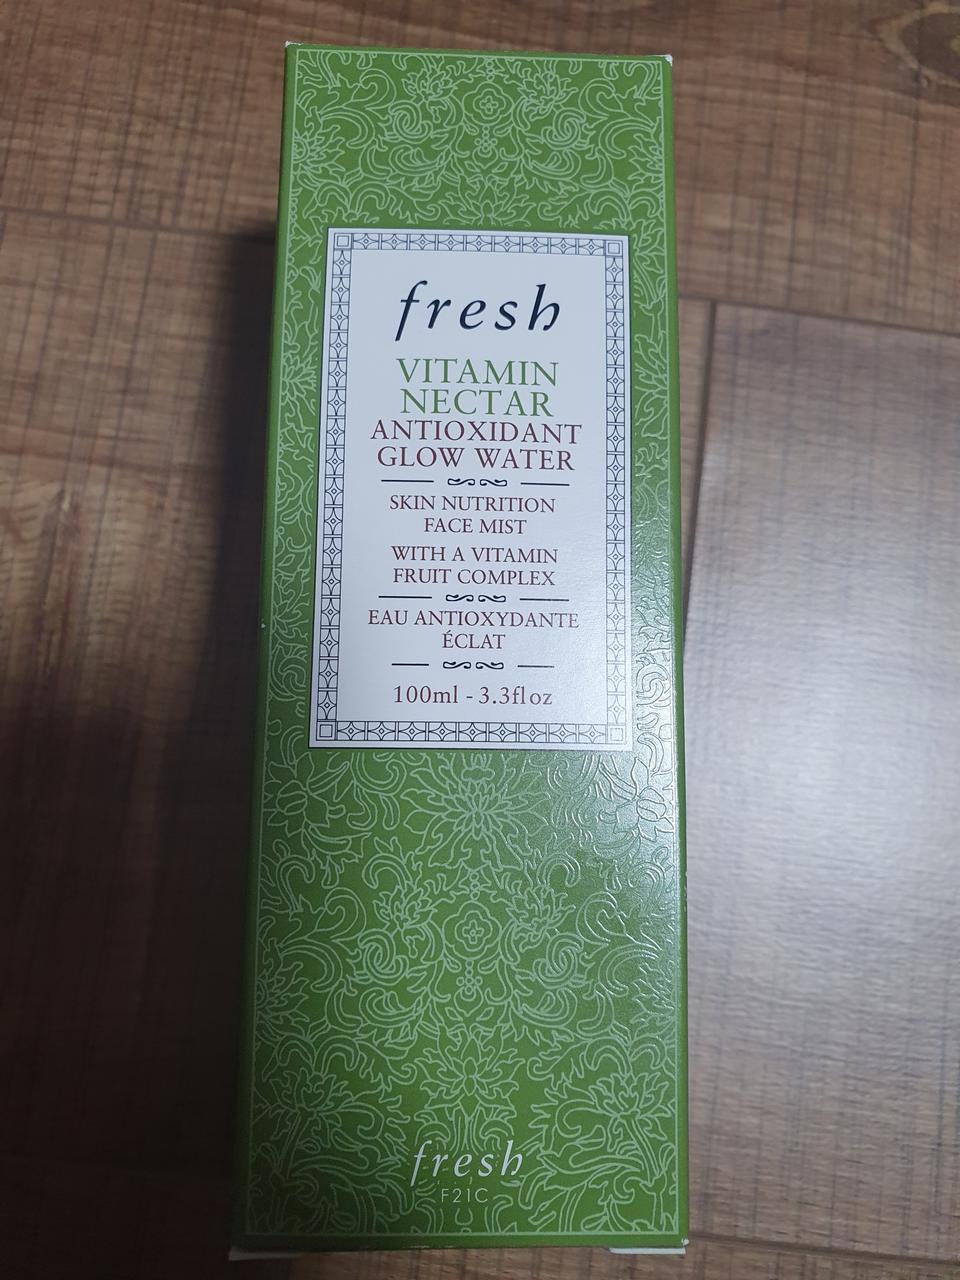 fresh
VITAMIN
NECTAR
ANTIOXIDANT
GLOW WATER
SKIN NUTRITION
FACE MIST
WITH A VITAMIN
FRUIT COMPLEX
EAU ANTIOXYDANTE
ÉCLAT
100ml - 3.3fl oz
fresh
F21C